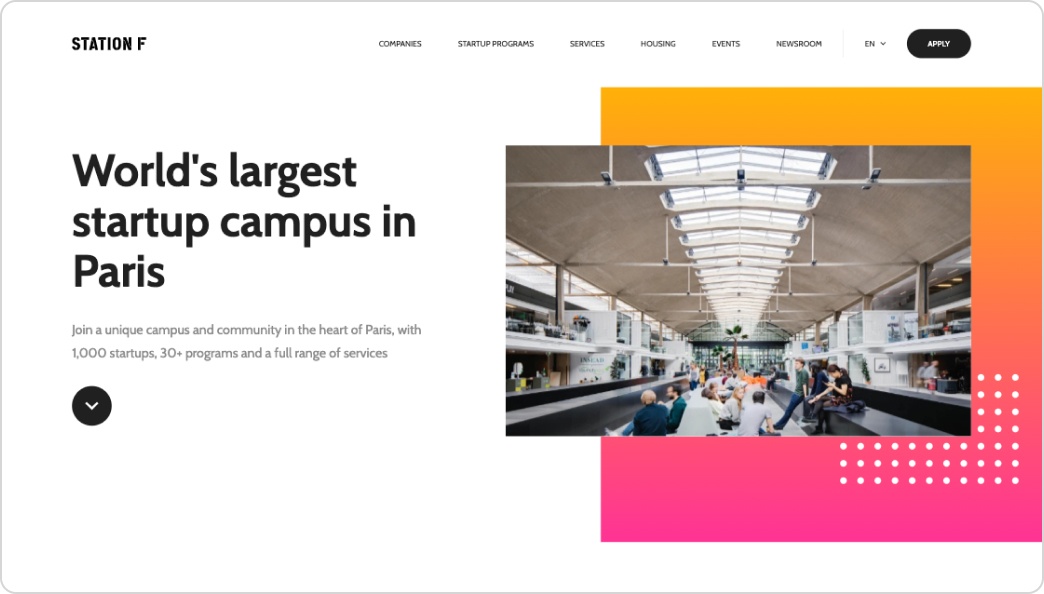 STATION F
COMPANIES
STARTUP PROGRAMS
SERVICES
HOUSING
EVENTS
NEWSROOM
EN
APPLY
World's largest
startup campus in
Paris
Join a unique campus and community in the heart of Paris, with
1,000 startups, 30+ programs and a full range of services